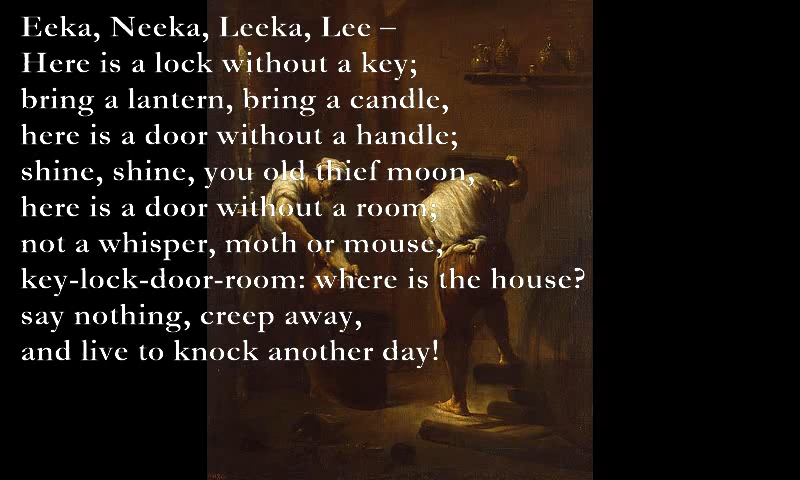 Eeka, Neeka, Leeka, Lee –
Here is a lock without a key;
bring a lantern, bring a candle,
here is a door without a handle;
shine, shine, you old thief moon,
here is a door without a room;
not a whisper, moth or mouse,
key-lock-door-room: where is the house?
say nothing, creep away,
and live to knock another day!